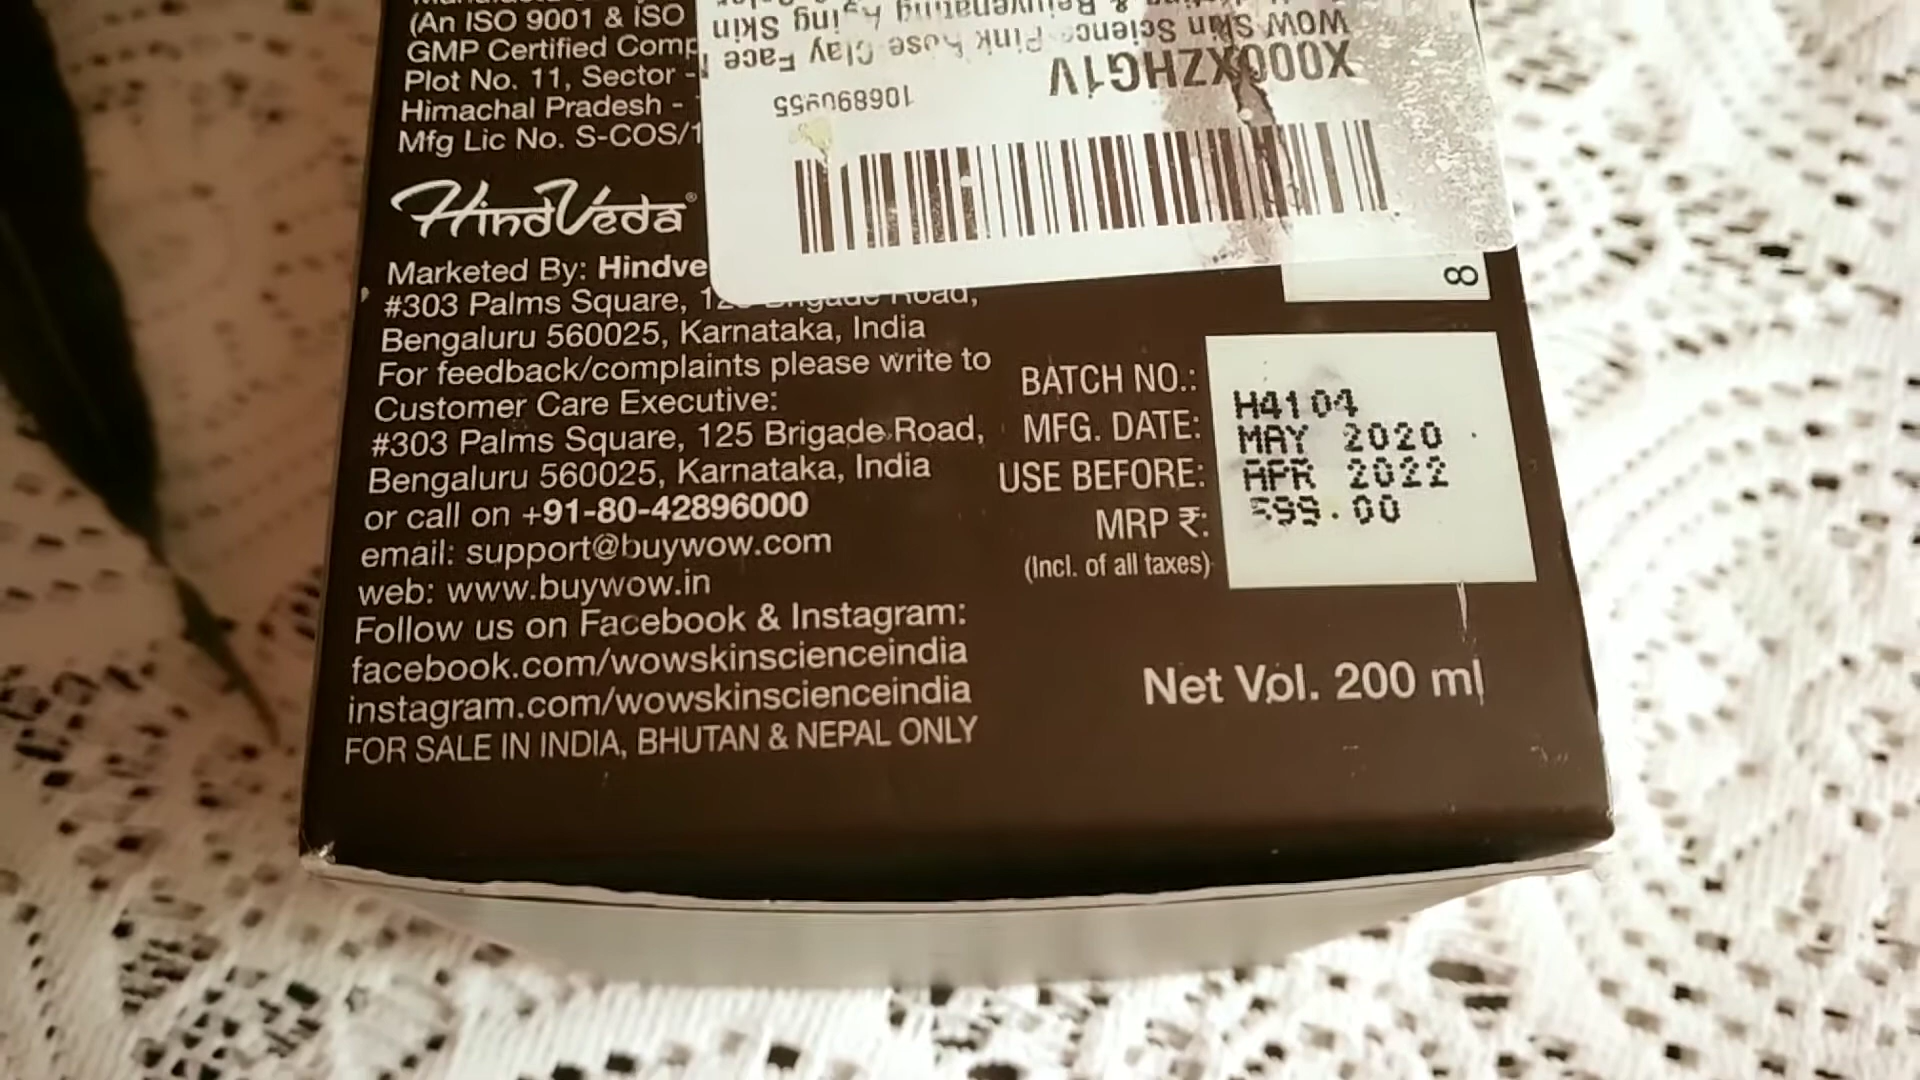 (An ISO 9001 & ISO
GMP Certified Comp
Plot No. 11, Sector -
Himachal Pradesh -
Mfg Lic No. S-COS/1
HindVeda®
Marketed By: Hindve
#303 Palms Square, 12 Brigade Road,
Bengaluru 560025, Karnataka, India
For feedback/complaints please write to
Customer Care Executive:
#303 Palms Square, 125 Brigade Road,
Bengaluru 560025, Karnataka, India
or call on +91-80-42896000
email: support@buywow.com
web: www.buywow.in
Follow us on Facebook & Instagram:
facebook.com/wowskinscienceindia
instagram.com/wowskinscienceindia
FOR SALE IN INDIA, BHUTAN & NEPAL ONLY
106890955
X000XZHG1V
WOW Skin Science Pink Rose Clay Face
& Rejuvenating Aging Skin
8
BATCH NO.: H4104
MFG. DATE: MAY 2020
USE BEFORE: APR 2022
MRP ₹: 599.00
(Incl. of all taxes)
Net Vol. 200 ml